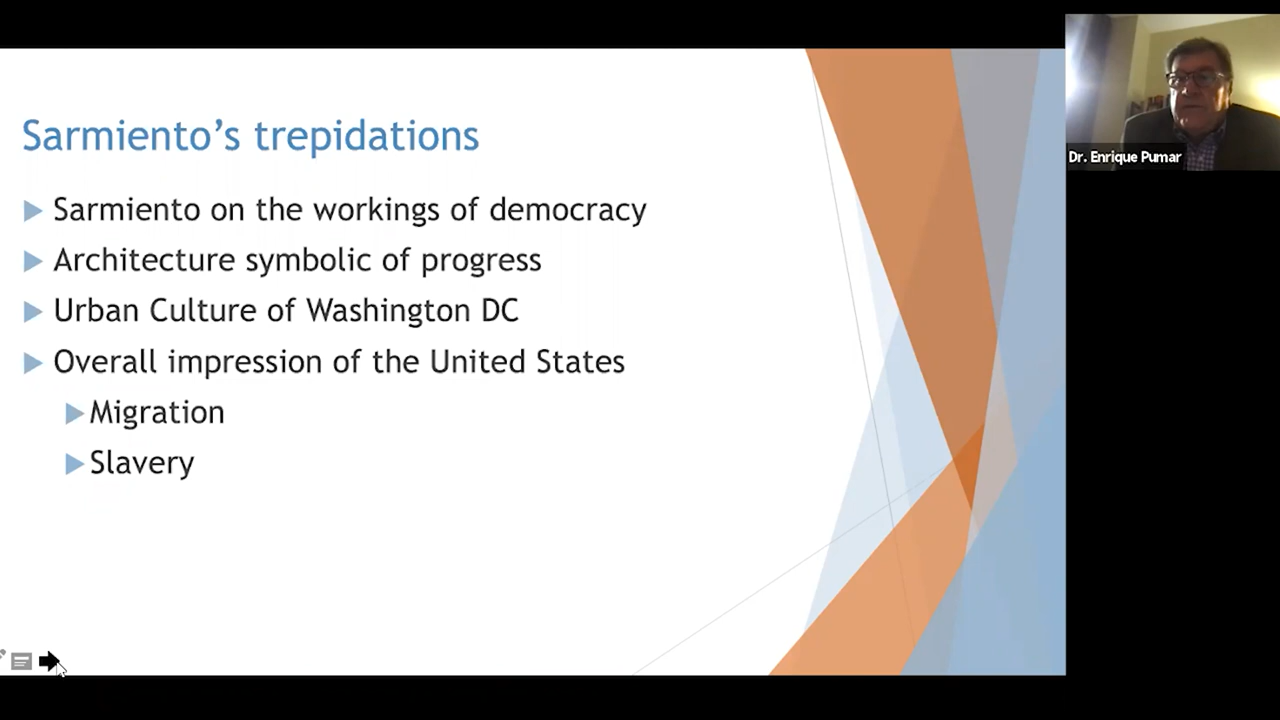 Sarmiento's trepidations
Sarmiento on the workings of democracy
Architecture symbolic of progress
Urban Culture of Washington DC
Overall impression of the United States
Migration
Slavery
Dr. Enrique Pumar